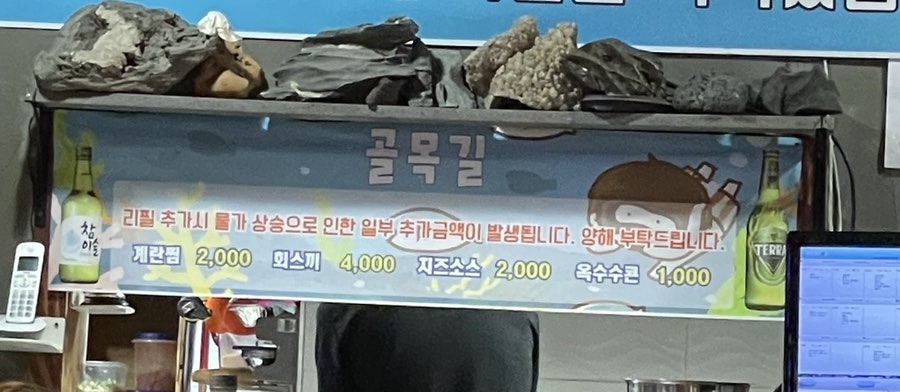 골목길
리필 추가시 물가 상승으로 인한 일부 추가금액이 발생됩니다. 양해 부탁드립니다.
계란찜 2,000 회스끼 4,000 치즈소스 2,000 옥수수콘 1,000
참이슬
TERRA